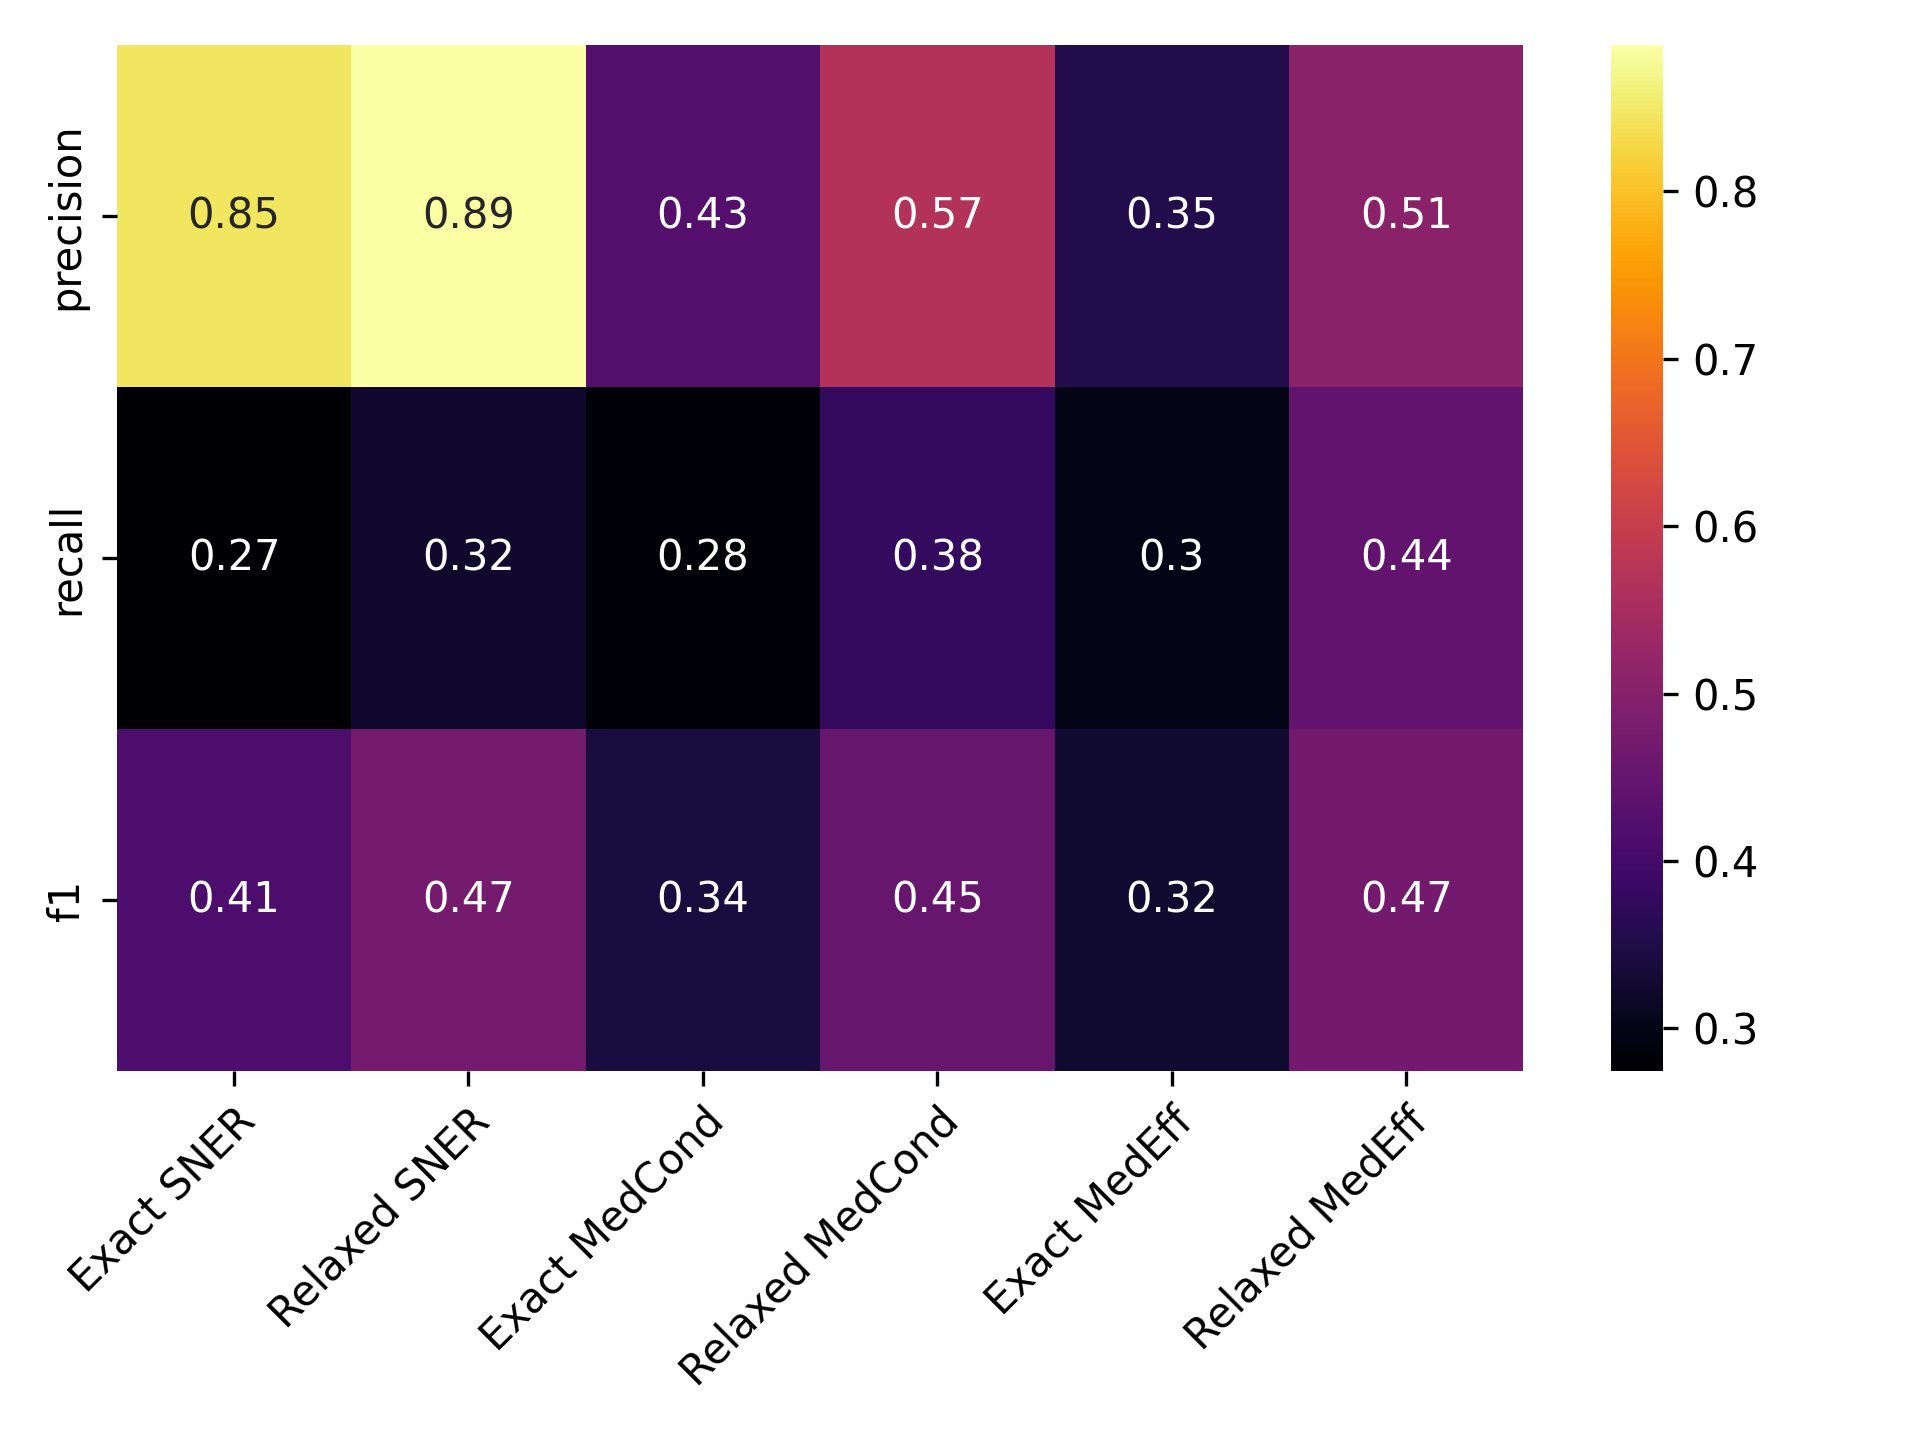 precision 0.85 0.89 0.43 0.57 0.35 0.51
recall 0.27 0.32 0.28 0.38 0.3 0.44
f1 0.41 0.47 0.34 0.45 0.32 0.47
Exact SNER
Relaxed SNER
Exact MedCond
Relaxed MedCond
Exact MedEff
Relaxed MedEff
0.8
0.7
0.6
0.5
0.4
0.3